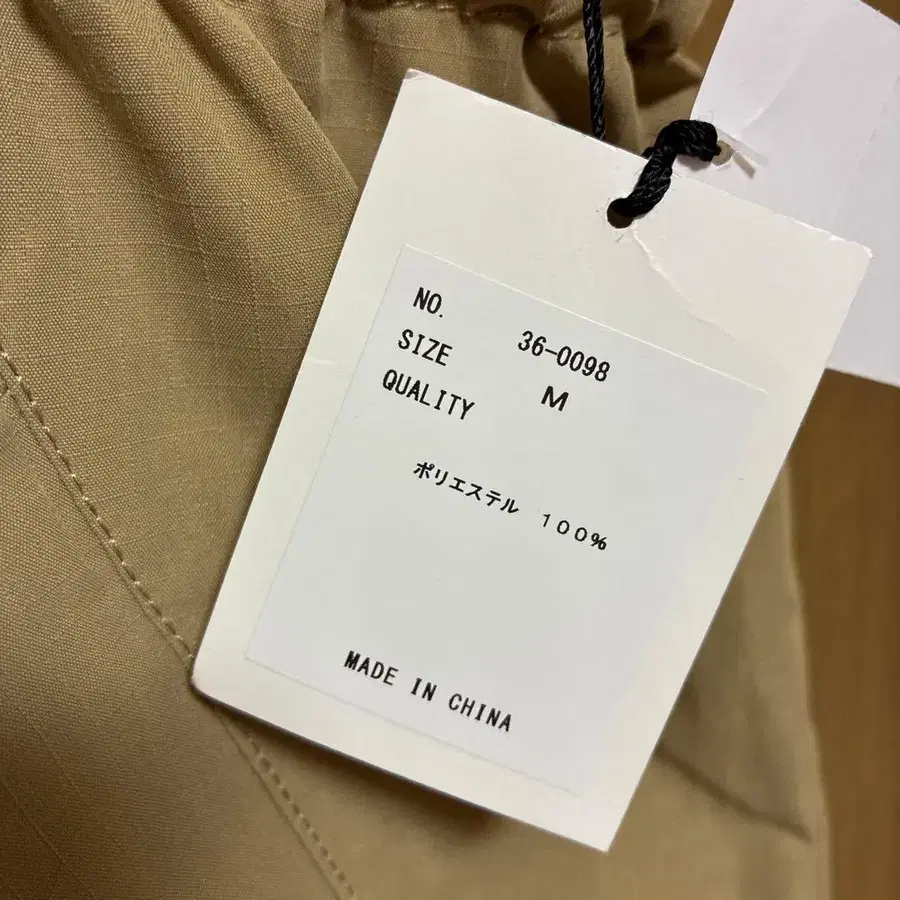 NO. 36-0098
SIZE M
QUALITY
ポリエステル １００％
MADE IN CHINA